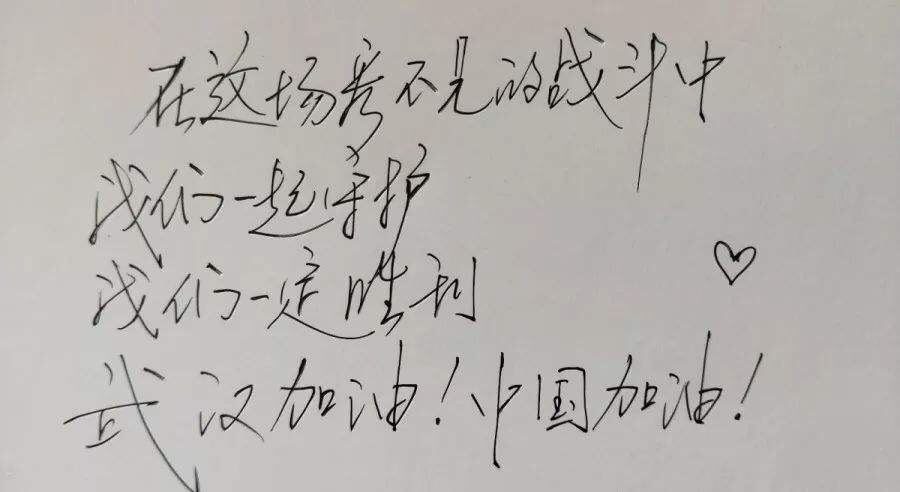 在这场看不见的战斗中
我们一起守护
我们一定胜利
武汉加油！中国加油！